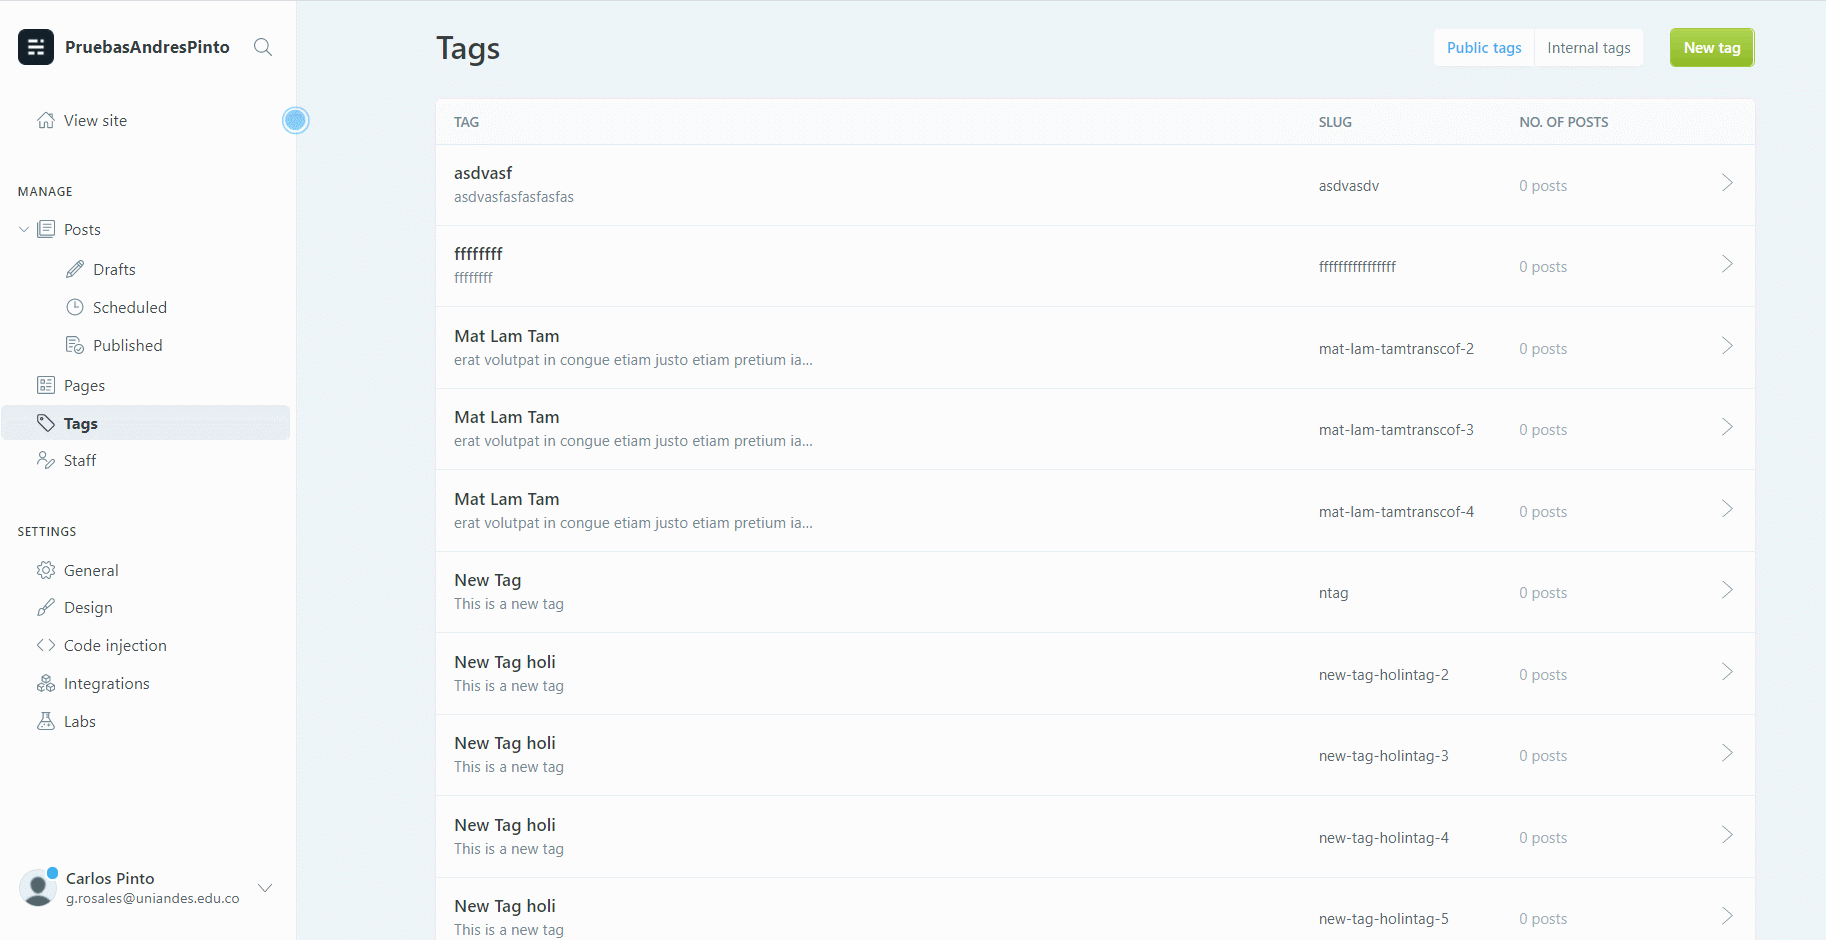 PruebasAndresPinto
View site
MANAGE
Posts
Drafts
Scheduled
Published
Pages
Tags
Staff
SETTINGS
General
Design
Code injection
Integrations
Labs
Carlos Pinto
g.rosales@uniandes.edu.co
Tags
Public tags Internal tags New tag
TAG SLUG NO. OF POSTS
asdvasf
asdvasfasfasfasfas
asdvasdv 0 posts
ffffffff
ffffffff
ffffffffffffffff 0 posts
Mat Lam Tam
erat volutpat in congue etiam justo etiam pretium ia...
mat-lam-tamtranscof-2 0 posts
Mat Lam Tam
erat volutpat in congue etiam justo etiam pretium ia...
mat-lam-tamtranscof-3 0 posts
Mat Lam Tam
erat volutpat in congue etiam justo etiam pretium ia...
mat-lam-tamtranscof-4 0 posts
New Tag
This is a new tag
ntag 0 posts
New Tag holi
This is a new tag
new-tag-holintag-2 0 posts
New Tag holi
This is a new tag
new-tag-holintag-3 0 posts
New Tag holi
This is a new tag
new-tag-holintag-4 0 posts
New Tag holi
This is a new tag
new-tag-holintag-5 0 posts